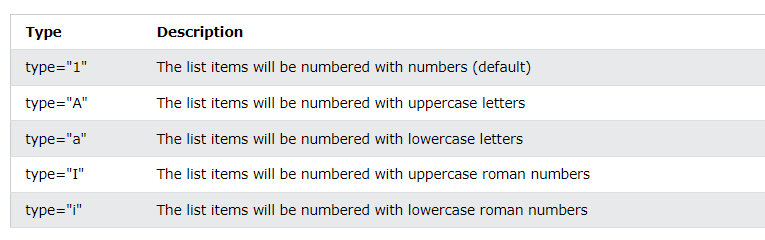 Type Description
type="1" The list items will be numbered with numbers (default)
type="A" The list items will be numbered with uppercase letters
type="a" The list items will be numbered with lowercase letters
type="I" The list items will be numbered with uppercase roman numbers
type="i" The list items will be numbered with lowercase roman numbers